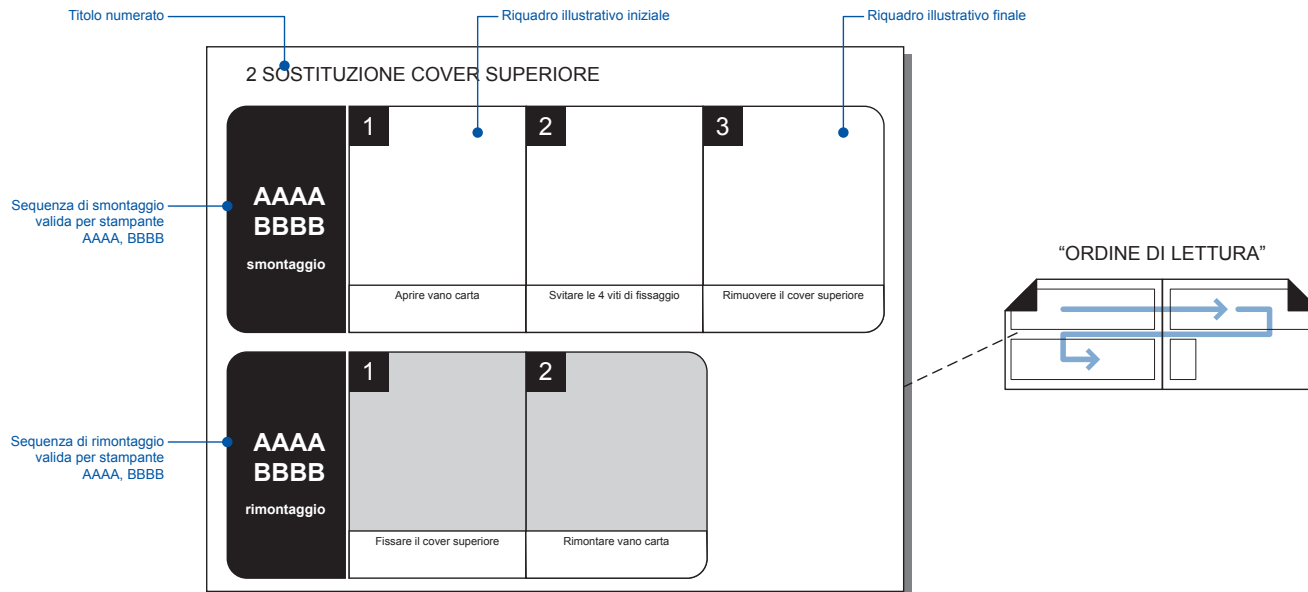 Titolo numerato
Riquadro illustrativo iniziale
Riquadro illustrativo finale
2 SOSTITUZIONE COVER SUPERIORE
Sequenza di smontaggio
valida per stampante
AAAA, BBBB
AAAA
BBBB
smontaggio
1
2
3
Aprire vano carta
Svitare le 4 viti di fissaggio
Rimuovere il cover superiore
“ORDINE DI LETTURA”
Sequenza di rimontaggio
valida per stampante
AAAA, BBBB
AAAA
BBBB
rimontaggio
1
2
Fissare il cover superiore
Rimontare vano carta